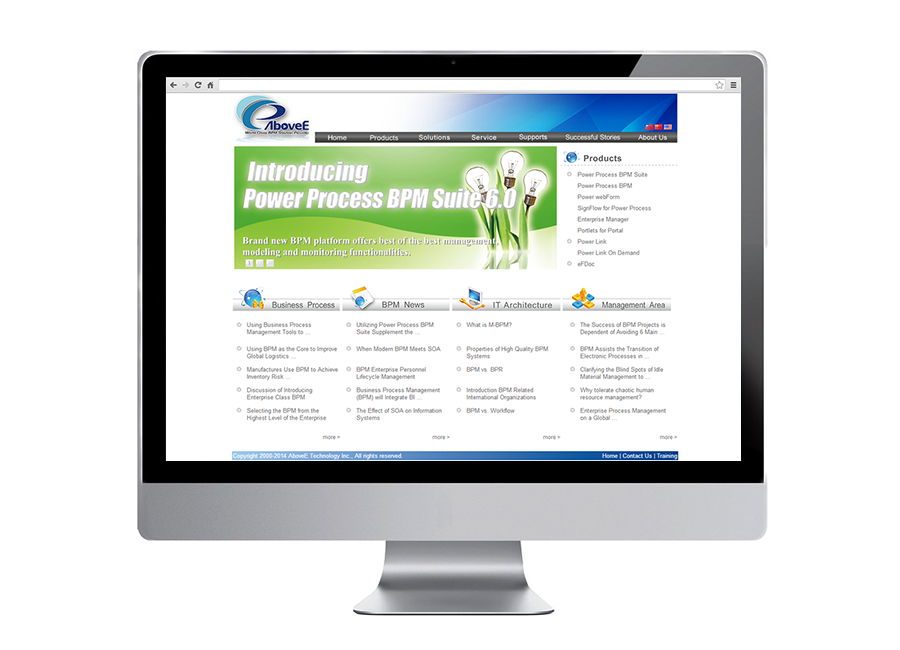 AboveE
World Class BPM Solution Provider
Home Products Solutions Service Supports Successful Stories About Us
Introducing
Power Process BPM Suite 6.0
Brand new BPM platform offers best of the best management,
modeling and monitoring functionalities.
1
Products
Power Process BPM Suite
Power Process BPM
Power webForm
SignFlow for Power Process
Enterprise Manager
Portlets for Portal
Power Link
Power Link On Demand
eFDoc
Business Process
Using Business Process
Management Tools to ...
Using BPM as the Core to Improve
Global Logistics ...
Manufactures Use BPM to Achieve
Inventory Risk ...
Discussion of Introducing
Enterprise Class BPM
Selecting the BPM from the
Highest Level of the Enterprise
more >
BPM News
Utilizing Power Process BPM
Suite Supplement the ...
When Modern BPM Meets SOA
BPM Enterprise Personnel
Lifecycle Management
Business Process Management
(BPM) will Integrate BI ...
The Effect of SOA on Information
Systems
more >
IT Architecture
What is M-BPM?
Properties of High Quality BPM
Systems
BPM vs. BPR
Introduction BPM Related
International Organizations
BPM vs. Workflow
more >
Management Area
The Success of BPM Projects is
Dependent of Avoiding 6 Main ...
BPM Assists the Transition of
Electronic Processes in ...
Clarifying the Blind Spots of Idle
Material Management to ...
Why tolerate chaotic human
resource management?
Enterprise Process Management
on a Global ...
more >
Copyright 2000-2014 AboveE Technology Inc., All rights reserved.
Home | Contact Us | Training